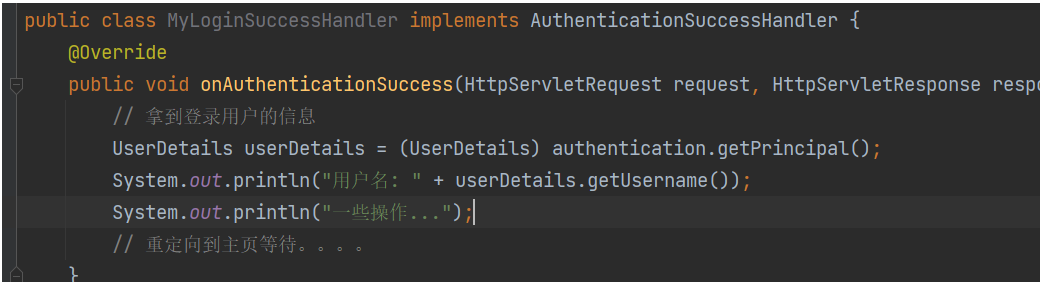 public class MyLoginSuccessHandler implements AuthenticationSuccessHandler {
@Override
public void onAuthenticationSuccess(HttpServletRequest request, HttpServletResponse respo
// 拿到登录用户的信息
UserDetails userDetails = (UserDetails) authentication.getPrincipal();
System.out.println("用户名: " + userDetails.getUsername());
System.out.println("一些操作...");
// 重定向到主页等待。。。。
}